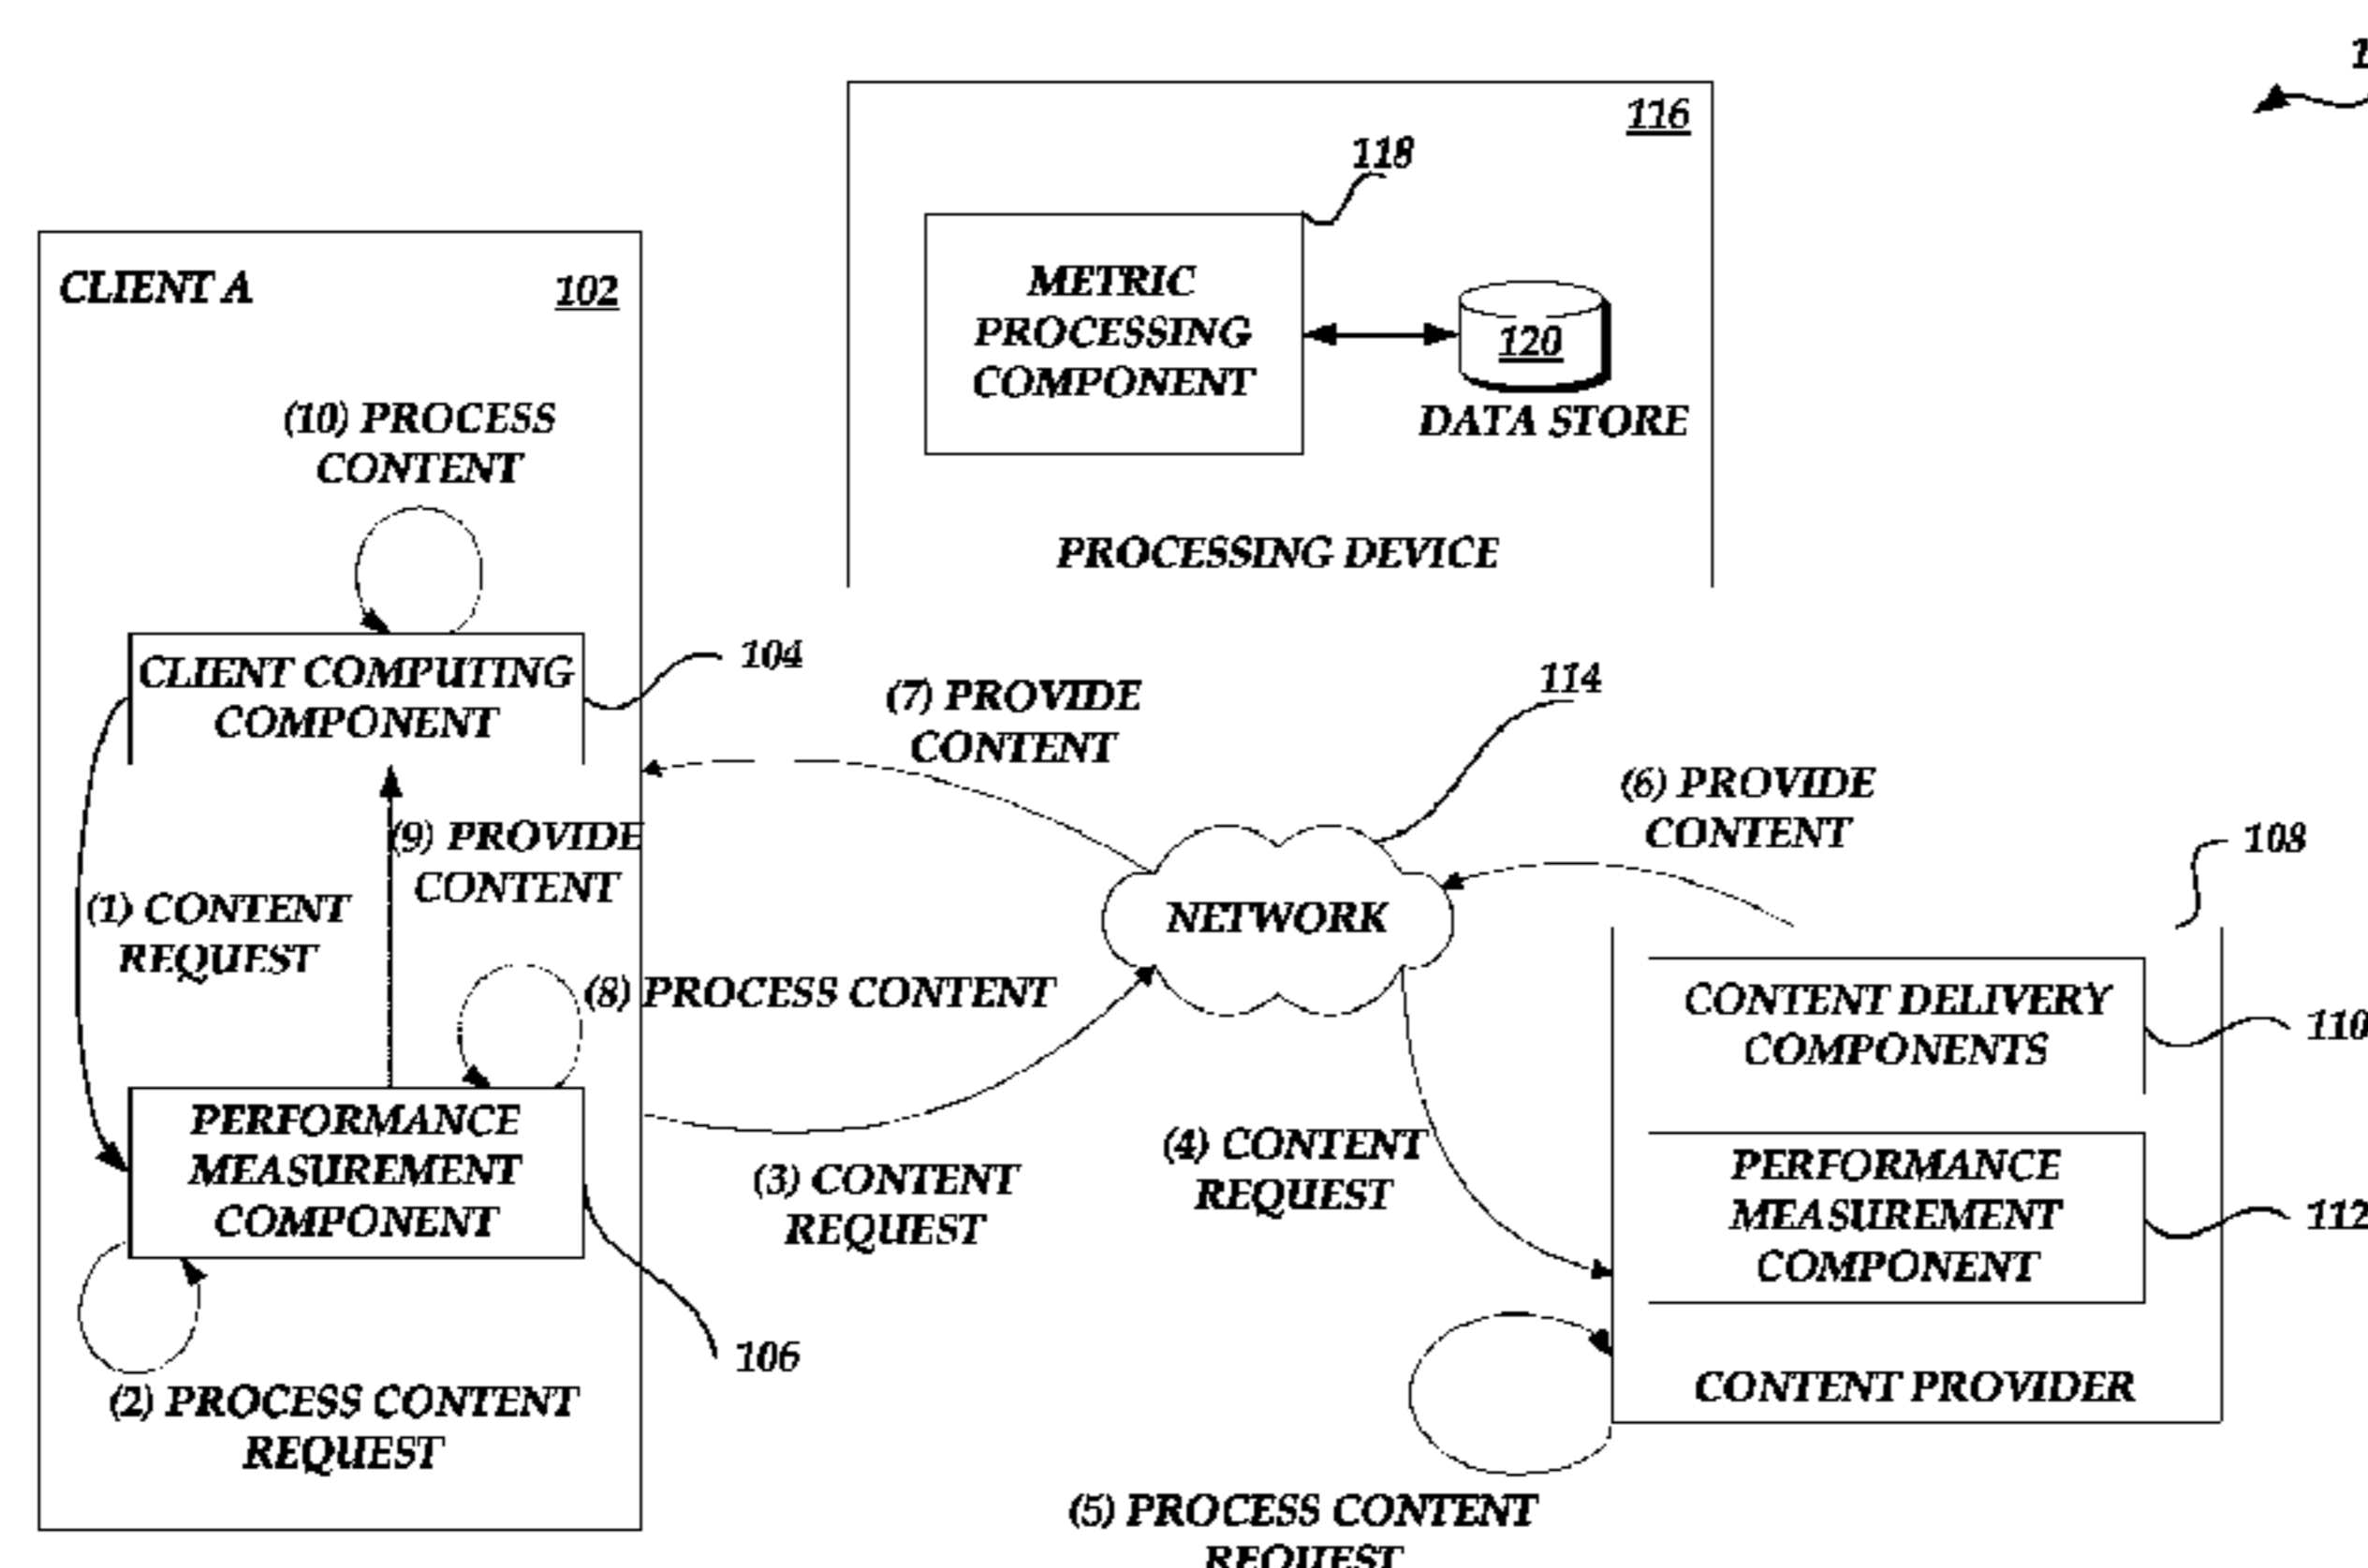 116
118
METRIC
PROCESSING
COMPONENT
120
DATA STORE
PROCESSING DEVICE
CLIENT A
102
(10) PROCESS
CONTENT
CLIENT COMPUTING
COMPONENT
104
(9) PROVIDE
CONTENT
(1) CONTENT
REQUEST
(8) PROCESS CONTENT
PERFORMANCE
MEASUREMENT
COMPONENT
106
(2) PROCESS CONTENT
REQUEST
(7) PROVIDE
CONTENT
114
NETWORK
(3) CONTENT
REQUEST
(4) CONTENT
REQUEST
(6) PROVIDE
CONTENT
108
CONTENT DELIVERY
COMPONENTS
110
PERFORMANCE
MEASUREMENT
COMPONENT
112
CONTENT PROVIDER
(5) PROCESS CONTENT
REQUEST